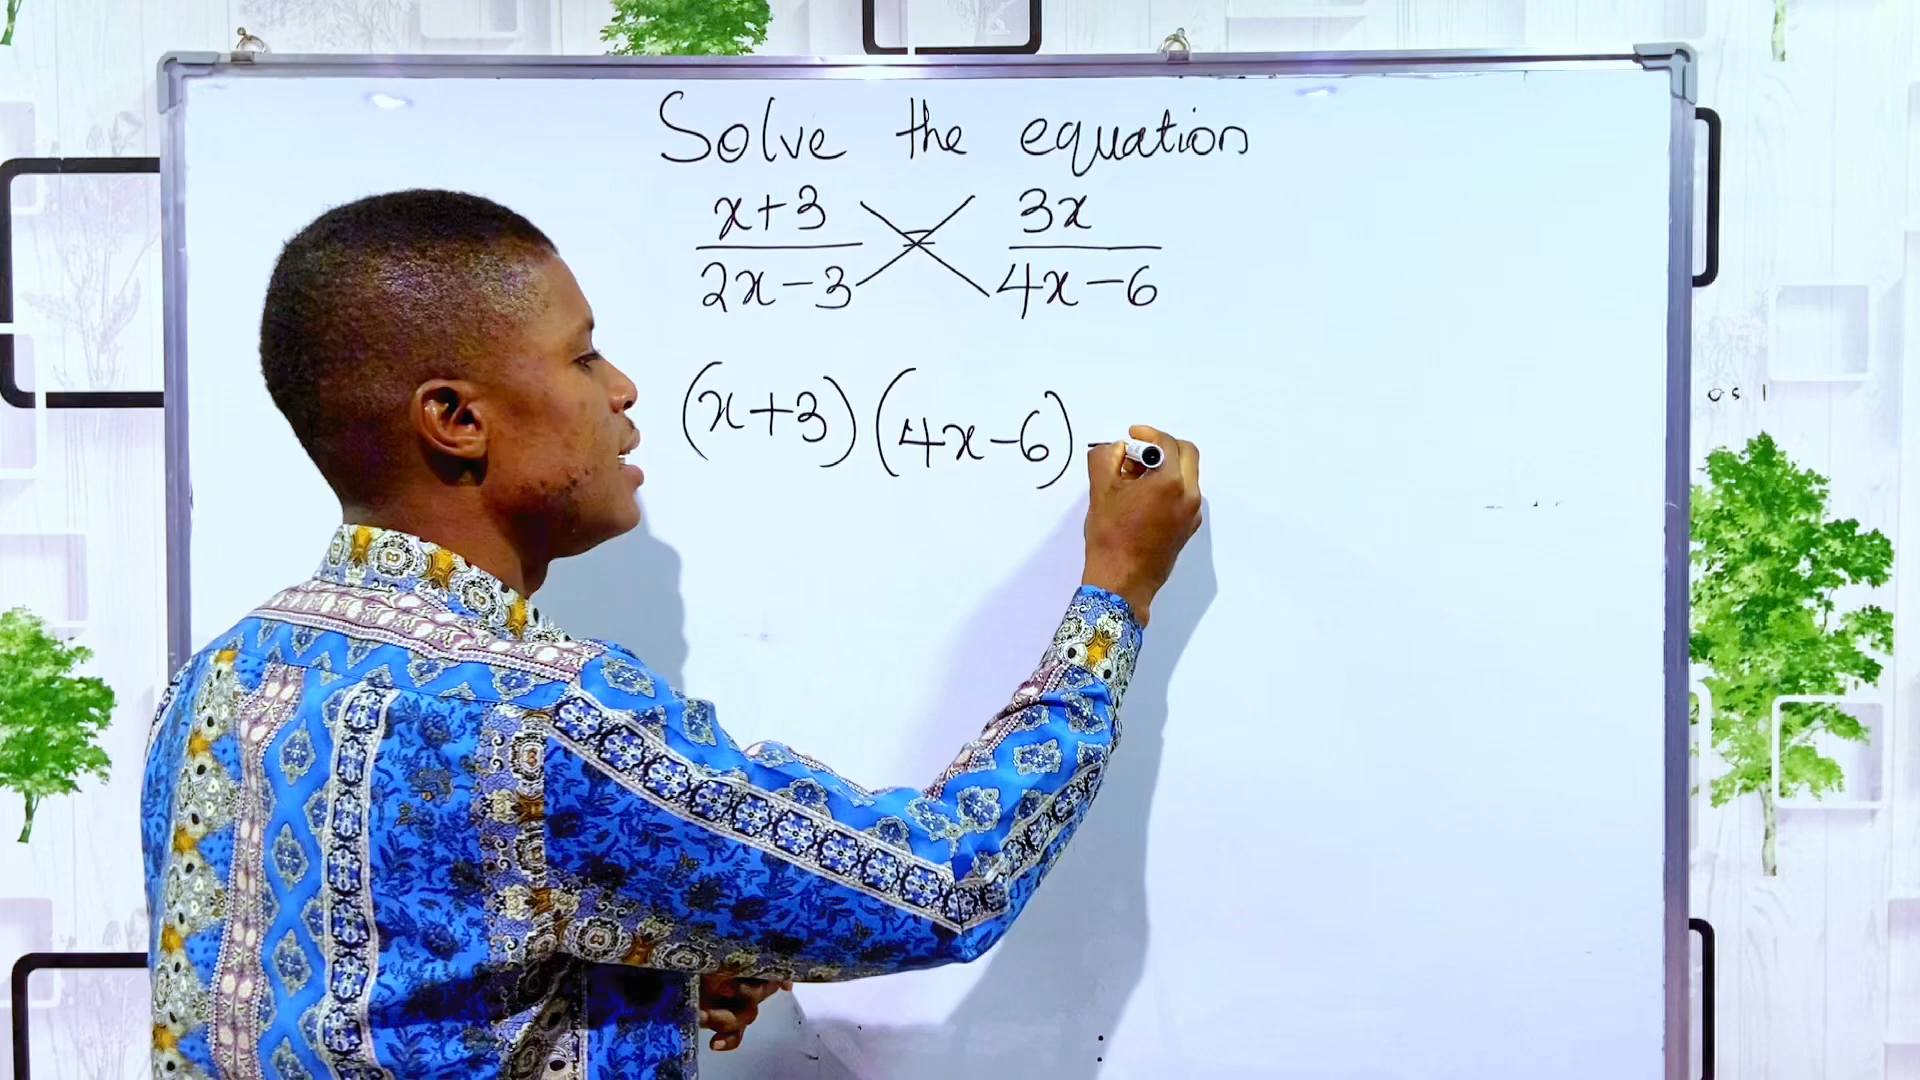 Solve the equation
x+3 = 3x
2x-3 4x-6
(x+3)(4x-6) -